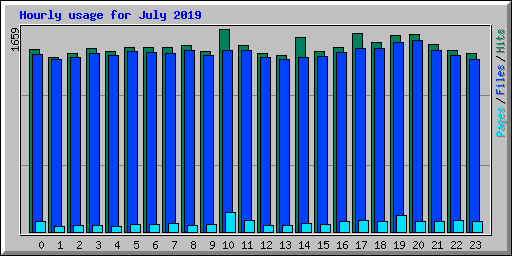 Hourly usage for July 2019
1659
Pages/Files/Hits
0 1 2 3 4 5 6 7 8 9 10 11 12 13 14 15 16 17 18 19 20 21 22 23